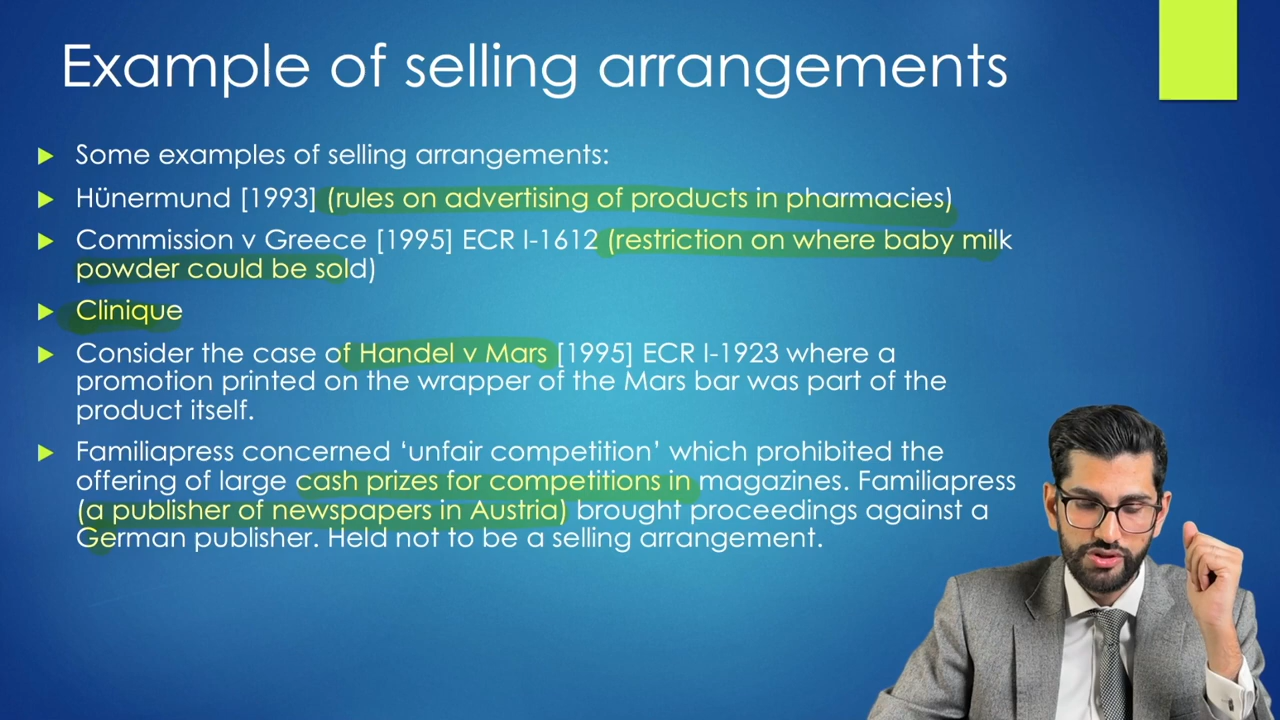 Example of selling arrangements
Some examples of selling arrangements:
Hünermund [1993] (rules on advertising of products in pharmacies)
Commission v Greece [1995] ECR I-1612 (restriction on where baby milk
powder could be sold)
Clinique
Consider the case of Handel v Mars [1995] ECR I-1923 where a
promotion printed on the wrapper of the Mars bar was part of the
product itself.
Familiapress concerned ‘unfair competition’ which prohibited the
offering of large cash prizes for competitions in magazines. Familiapress
(a publisher of newspapers in Austria) brought proceedings against a
German publisher. Held not to be a selling arrangement.